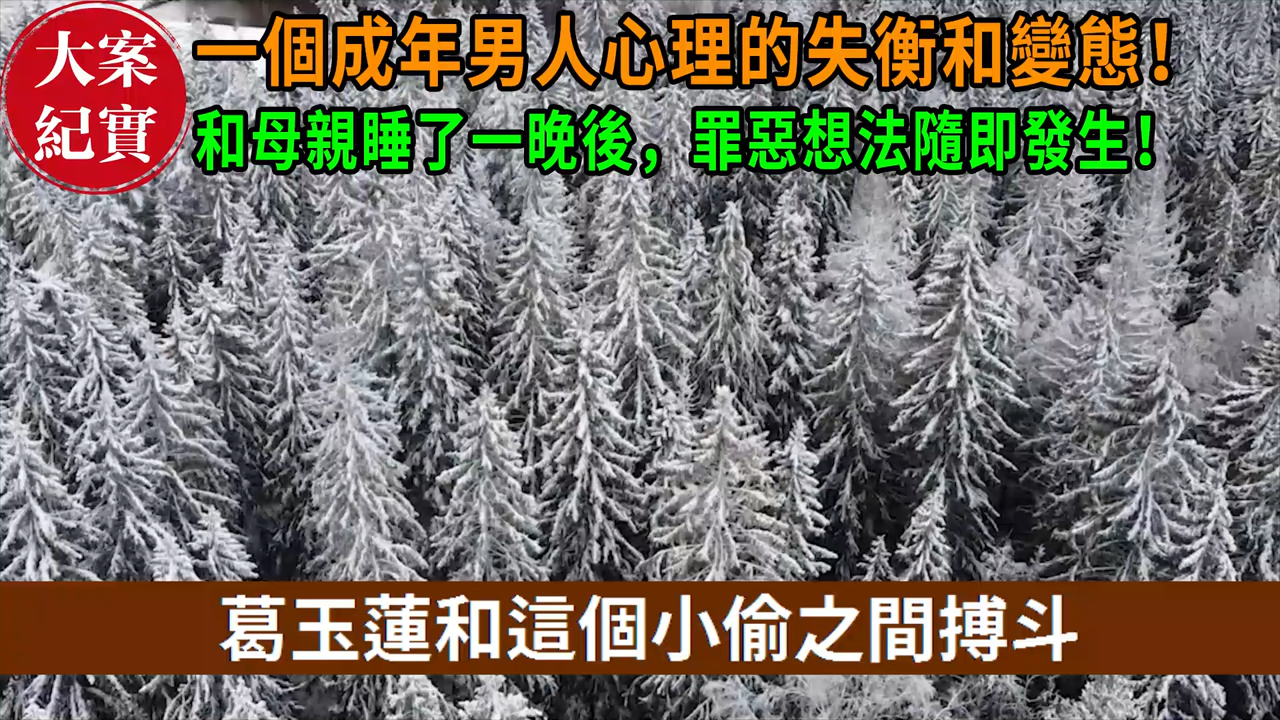 大案
紀實
一個成年男人心理的失衡和變態！
和母親睡了一晚後，罪惡想法隨即發生！
葛玉蓮和這個小偷之間搏斗